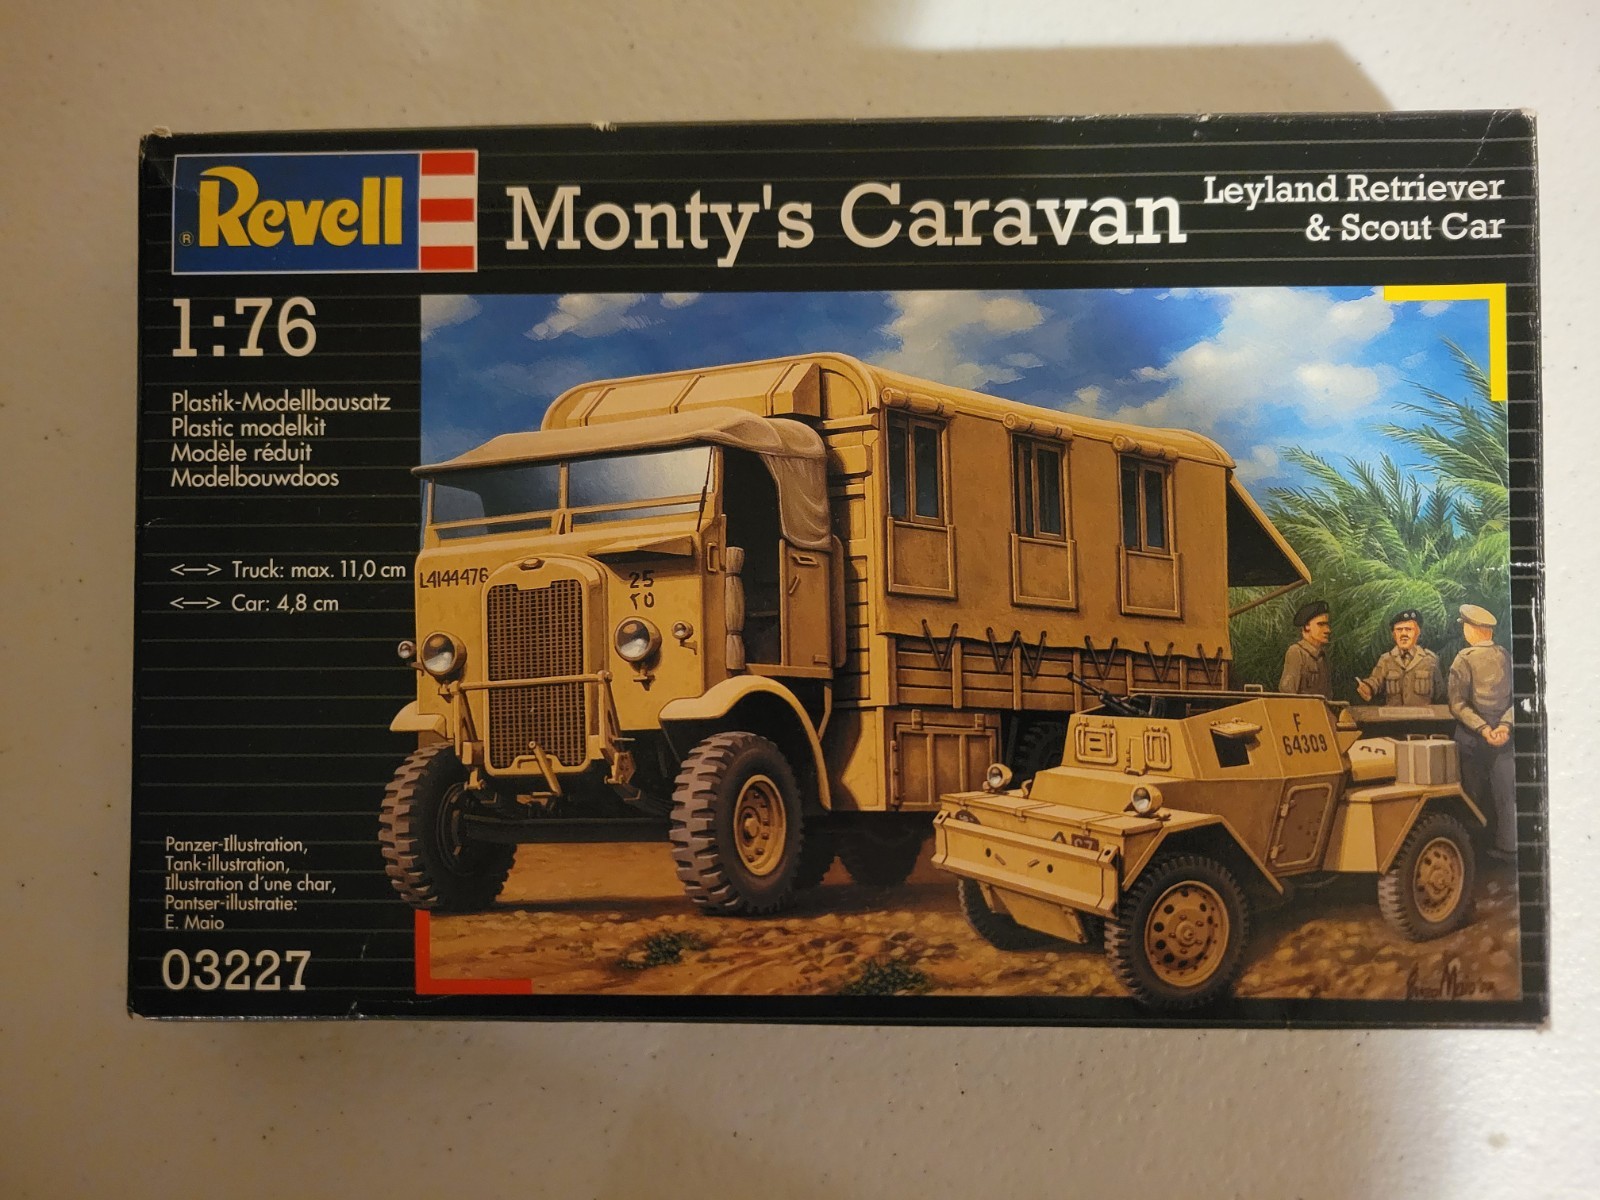 Revell
®
Monty's Caravan
Leyland Retriever
& Scout Car
1:76
Plastik-Modellbausatz
Plastic modelkit
Modèle réduit
Modelbouwdoos
Truck: max. 11,0 cm
Car: 4,8 cm
L4144476
25
٢٥
F
64309
Panzer-Illustration,
Tank-illustration,
Illustration d'une char,
Pantser-illustratie:
E. Maio
03227